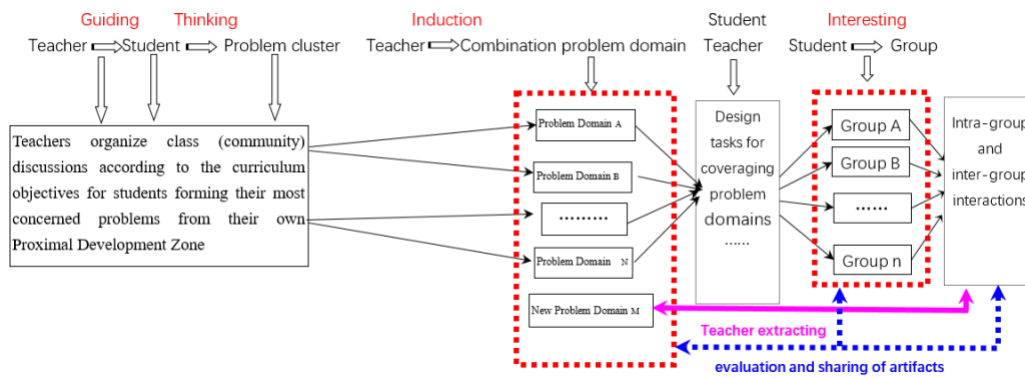 Guiding Thinking Induction Student Interesting
Teacher Student Problem cluster Teacher Combination problem domain Teacher Student Group
Teachers organize class (community)
discussions according to the curriculum
objectives for students forming their most
concerned problems from their own
Proximal Development Zone
Problem Domain A
Problem Domain B
.........
Problem Domain N
New Problem Domain M
Design
tasks for
coveraging
problem
domains
......
Group A
Group B
......
Group n
Intra-group
and
inter-group
interactions
Teacher extracting
evaluation and sharing of artifacts